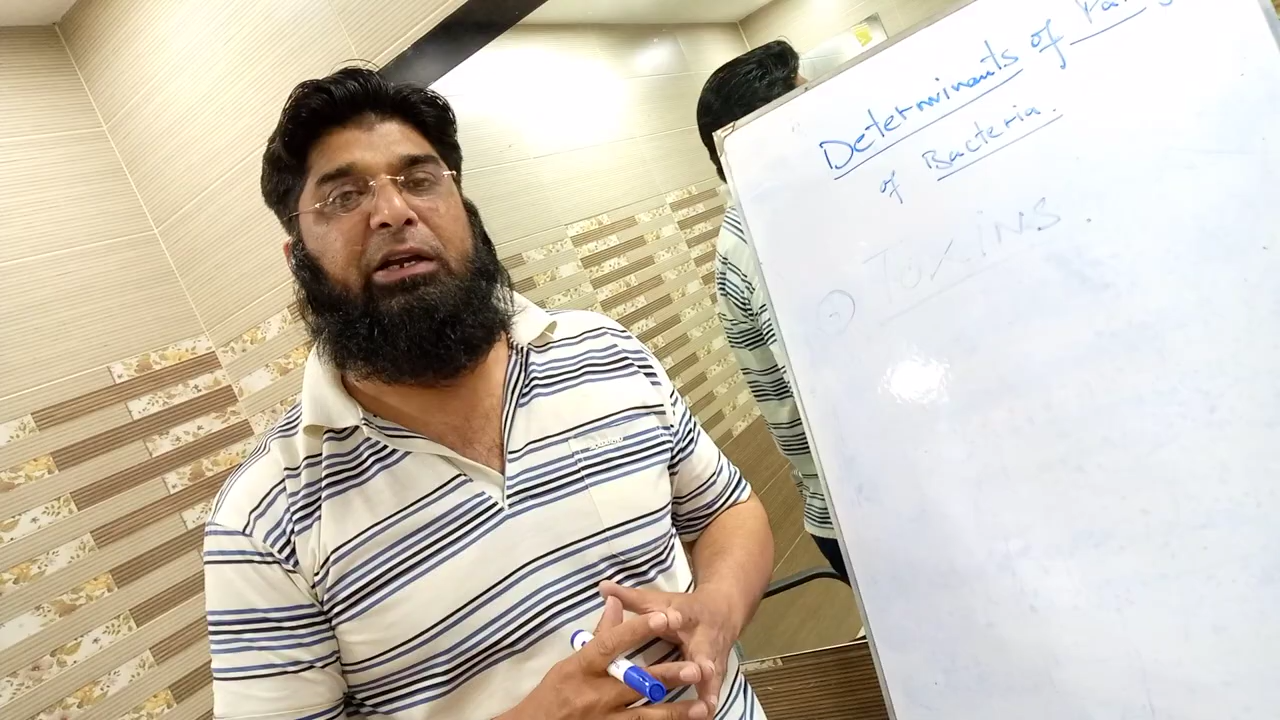 Determinants of
of Bacteria.
TOXINS.